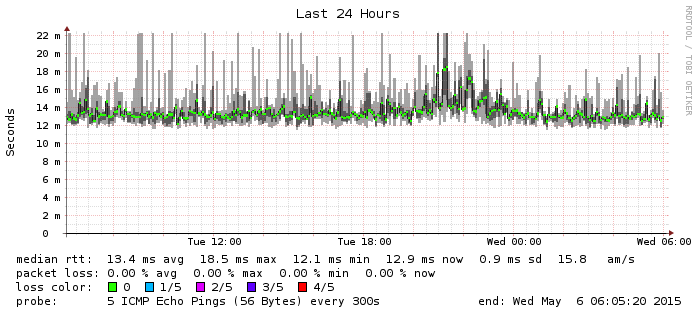 Last 24 Hours
RRDTOOL / TOBI OETIKER
Seconds
22 m
20 m
18 m
16 m
14 m
12 m
10 m
8 m
6 m
4 m
2 m
0
Tue 12:00 Tue 18:00 Wed 00:00 Wed 06:00
median rtt: 13.4 ms avg 18.5 ms max 12.1 ms min 12.9 ms now 0.9 ms sd 15.8 am/s
packet loss: 0.00 % avg 0.00 % max 0.00 % min 0.00 % now
loss color: 0 1/5 2/5 3/5 4/5
probe: 5 ICMP Echo Pings (56 Bytes) every 300s end: Wed May 6 06:05:20 2015